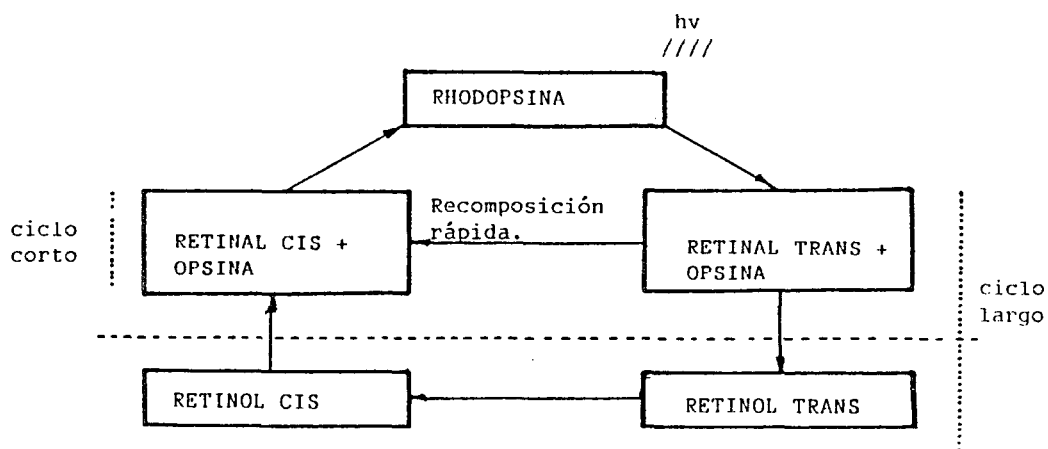 hv
////
RHODOPSINA
Recomposición
rápida.
ciclo
corto
RETINAL CIS +
OPSINA
RETINAL TRANS +
OPSINA
ciclo
largo
RETINOL CIS
RETINOL TRANS